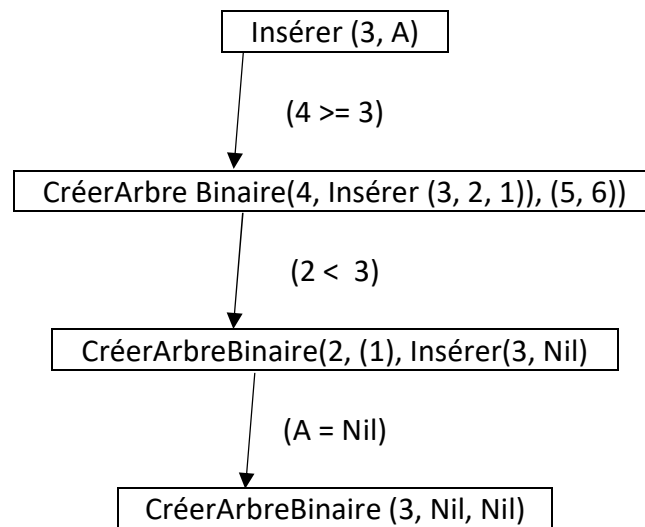 Insérer (3, A)
(4 >= 3)
CréerArbre Binaire(4, Insérer (3, 2, 1)), (5, 6))
(2 < 3)
CréerArbreBinaire(2, (1), Insérer(3, Nil)
(A = Nil)
CréerArbreBinaire (3, Nil, Nil)